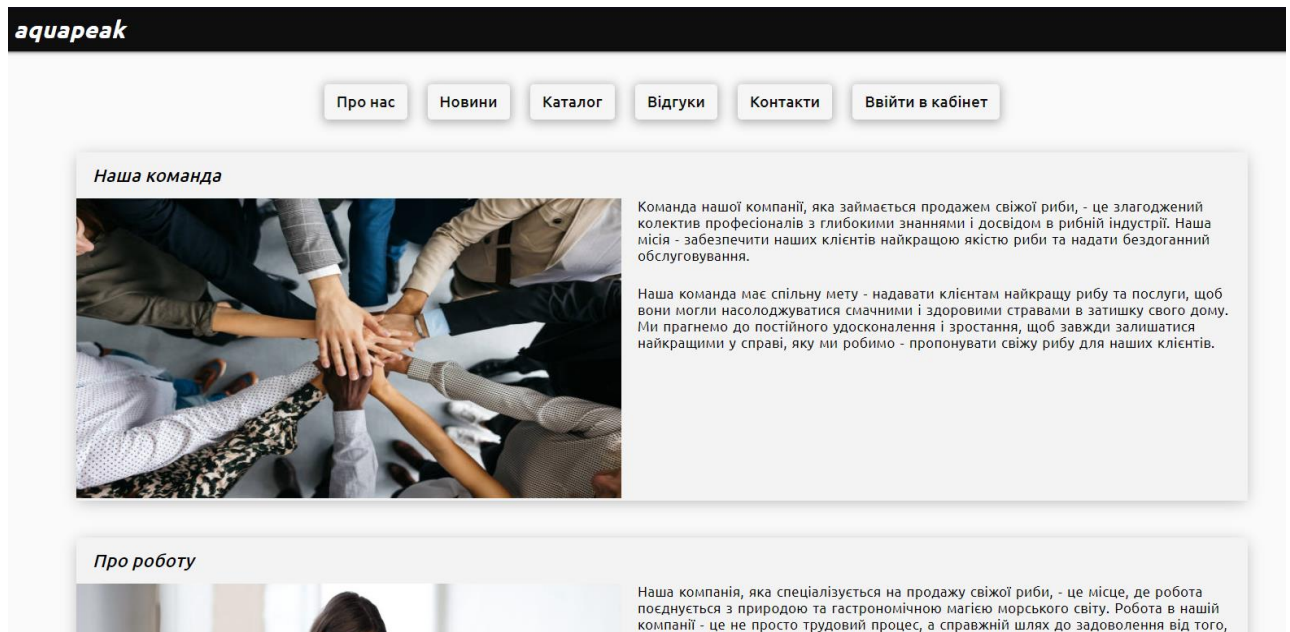 aquapeak
Про нас Новини Каталог Відгуки Контакти Ввійти в кабінет
Наша команда
Команда нашої компанії, яка займається продажем свіжої риби, - це злагоджений
колектив професіоналів з глибокими знаннями і досвідом в рибній індустрії. Наша
місія - забезпечити наших клієнтів найкращою якістю риби та надати бездоганний
обслуговування.
Наша команда має спільну мету - надавати клієнтам найкращу рибу та послуги, щоб
вони могли насолоджуватися смачними і здоровими стравами в затишку свого дому.
Ми прагнемо до постійного удосконалення і зростання, щоб завжди залишатися
найкращими у справі, яку ми робимо - пропонувати свіжу рибу для наших клієнтів.
Про роботу
Наша компанія, яка спеціалізується на продажу свіжої риби, - це місце, де робота
поєднується з природою та гастрономічною магією морського світу. Робота в нашій
компанії - це не просто трудовий процес, а справжній шлях до задоволення від того,